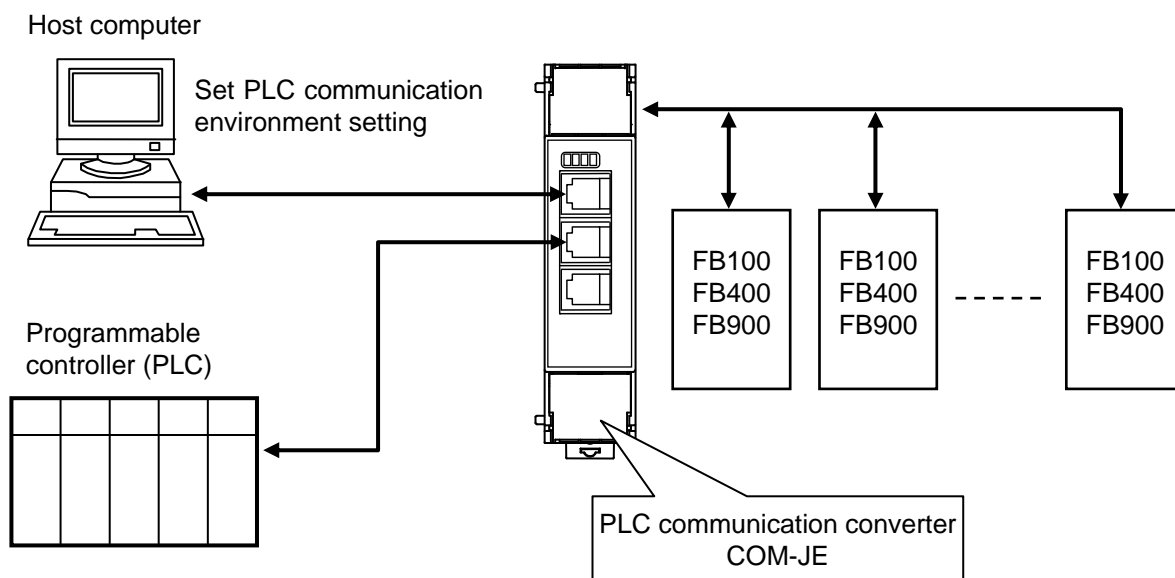 Host computer
Set PLC communication
environment setting
Programmable
controller (PLC)
FB100
FB400
FB900
FB100
FB400
FB900
FB100
FB400
FB900
PLC communication converter
COM-JE